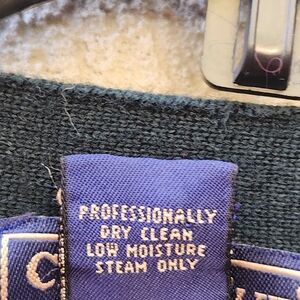 PROFESSIONALLY
DRY CLEAN
LOW MOISTURE
STEAM ONLY